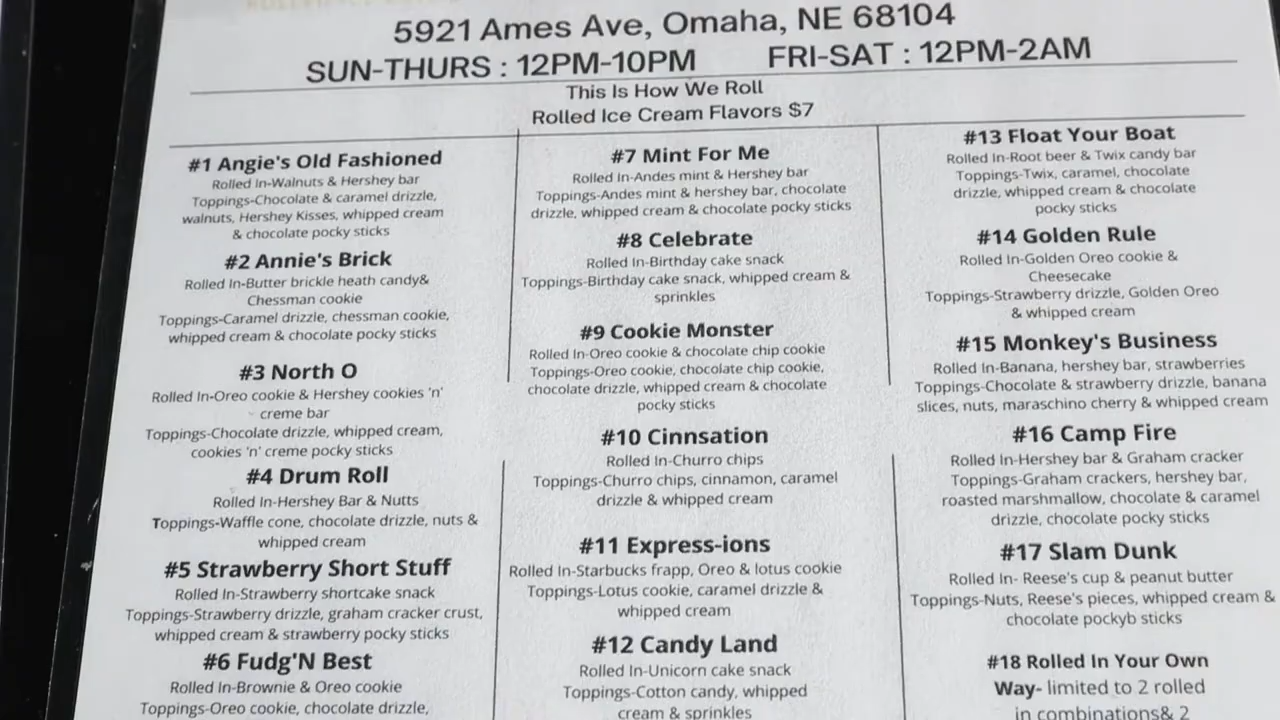 5921 Ames Ave, Omaha, NE 68104
SUN-THURS : 12PM-10PM FRI-SAT : 12PM-2AM
This Is How We Roll
Rolled Ice Cream Flavors $7
#1 Angie's Old Fashioned
Rolled In-Walnuts & Hershey bar
Toppings-Chocolate & caramel drizzle,
walnuts, Hershey Kisses, whipped cream
& chocolate pocky sticks
#2 Annie's Brick
Rolled In-Butter brickle heath candy&
Chessman cookie
Toppings-Caramel drizzle, chessman cookie,
whipped cream & chocolate pocky sticks
#3 North O
Rolled In-Oreo cookie & Hershey cookies 'n'
creme bar
Toppings-Chocolate drizzle, whipped cream,
cookies 'n' creme pocky sticks
#4 Drum Roll
Rolled In-Hershey Bar & Nutts
Toppings-Waffle cone, chocolate drizzle, nuts &
whipped cream
#5 Strawberry Short Stuff
Rolled In-Strawberry shortcake snack
Toppings-Strawberry drizzle, graham cracker crust,
whipped cream & strawberry pocky sticks
#6 Fudg'N Best
Rolled In-Brownie & Oreo cookie
Toppings-Oreo cookie, chocolate drizzle,
#7 Mint For Me
Rolled In-Andes mint & Hershey bar
Toppings-Andes mint & hershey bar, chocolate
drizzle, whipped cream & chocolate pocky sticks
#8 Celebrate
Rolled In-Birthday cake snack
Toppings-Birthday cake snack, whipped cream &
sprinkles
#9 Cookie Monster
Rolled In-Oreo cookie & chocolate chip cookie
Toppings-Oreo cookie, chocolate chip cookie,
chocolate drizzle, whipped cream & chocolate
pocky sticks
#10 Cinnsation
Rolled In-Churro chips
Toppings-Churro chips, cinnamon, caramel
drizzle & whipped cream
#11 Express-ions
Rolled In-Starbucks frapp, Oreo & lotus cookie
Toppings-Lotus cookie, caramel drizzle &
whipped cream
#12 Candy Land
Rolled In-Unicorn cake snack
Toppings-Cotton candy, whipped
cream & sprinkles
#13 Float Your Boat
Rolled In-Root beer & Twix candy bar
Toppings-Twix, caramel, chocolate
drizzle, whipped cream & chocolate
pocky sticks
#14 Golden Rule
Rolled In-Golden Oreo cookie &
Cheesecake
Toppings-Strawberry drizzle, Golden Oreo
& whipped cream
#15 Monkey's Business
Rolled In-Banana, hershey bar, strawberries
Toppings-Chocolate & strawberry drizzle, banana
slices, nuts, maraschino cherry & whipped cream
#16 Camp Fire
Rolled In-Hershey bar & Graham cracker
Toppings-Graham crackers, hershey bar,
roasted marshmallow, chocolate & caramel
drizzle, chocolate pocky sticks
#17 Slam Dunk
Rolled In- Reese's cup & peanut butter
Toppings-Nuts, Reese's pieces, whipped cream &
chocolate pockyb sticks
#18 Rolled In Your Own
Way- limited to 2 rolled
in combinations& 2